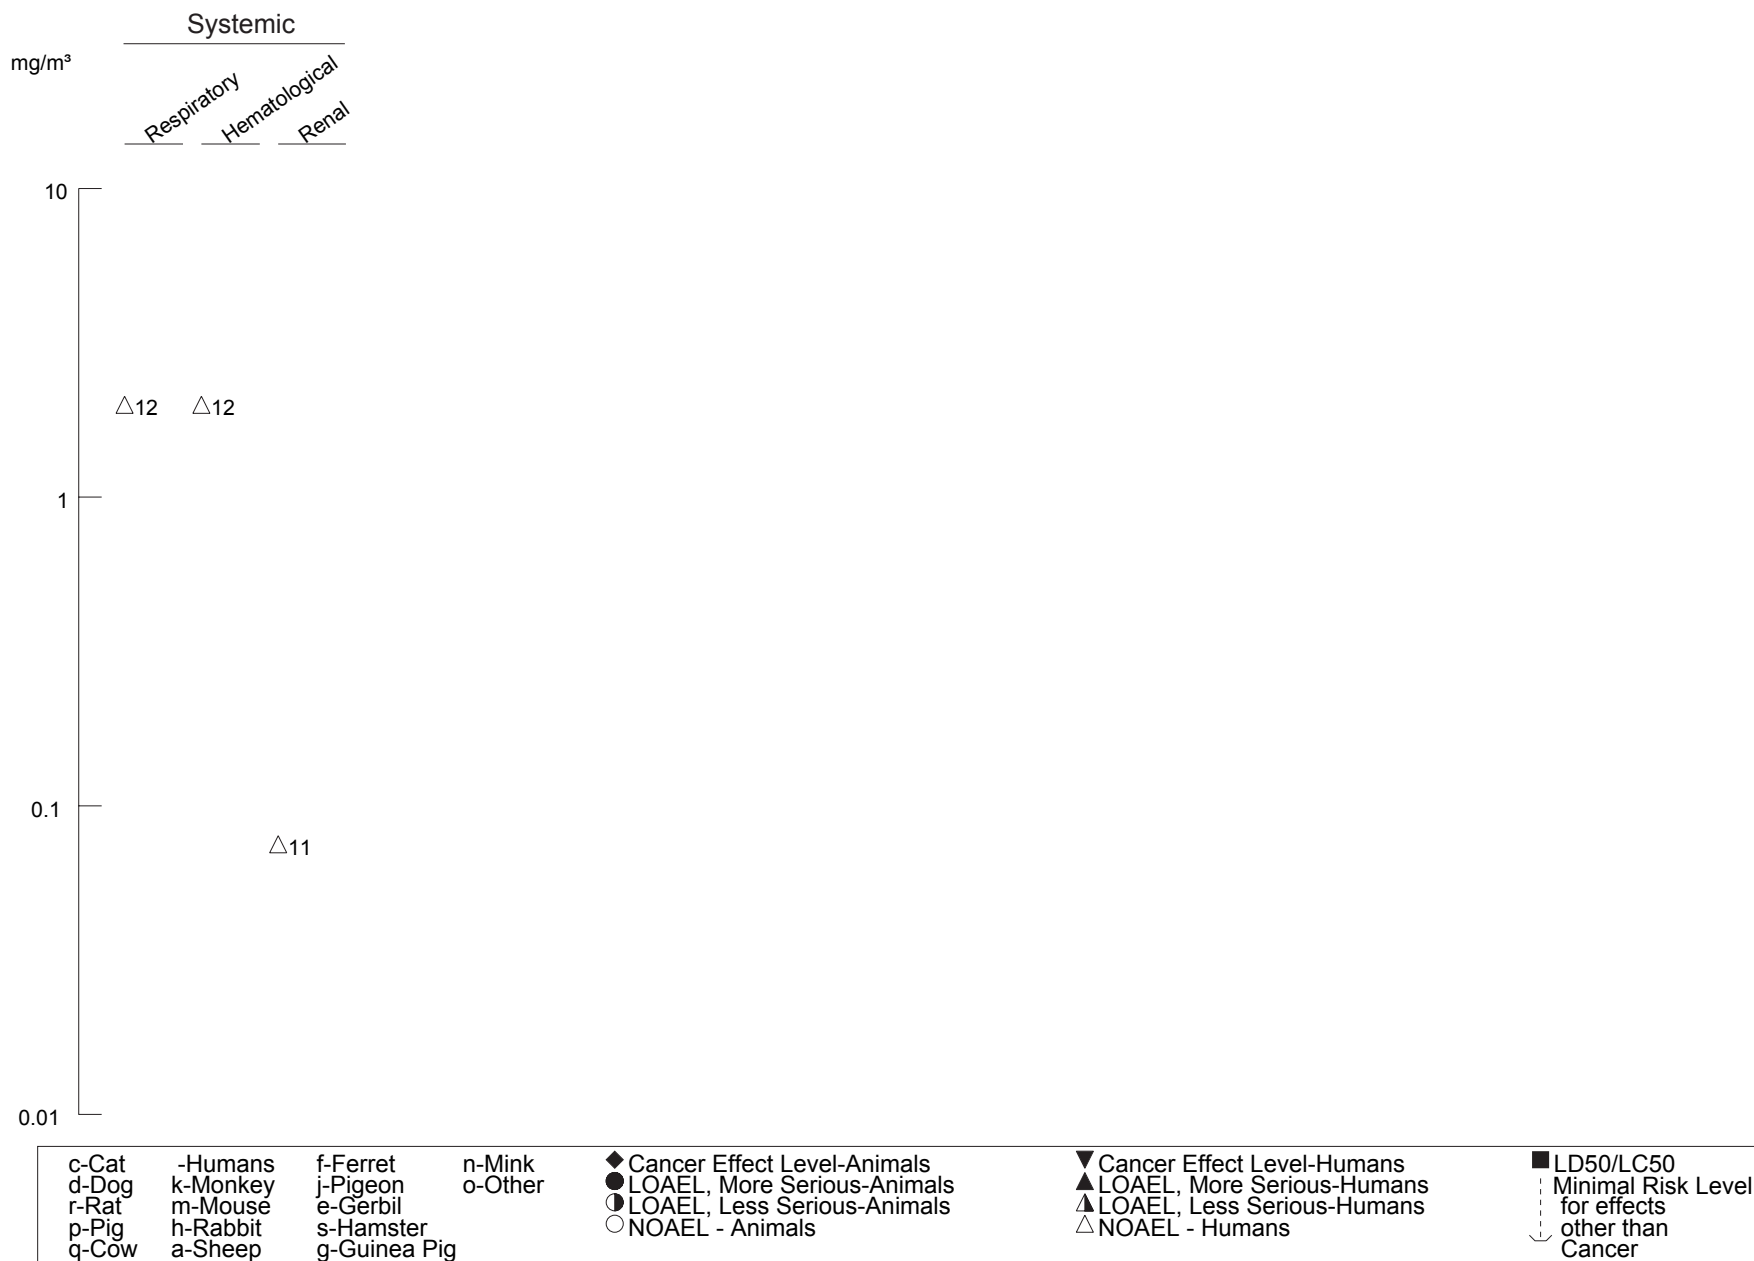 Systemic
mg/m³
Respiratory
Hematological
Renal
10
△12 △12
1
0.1
△11
0.01
c-Cat -Humans f-Ferret n-Mink ◆ Cancer Effect Level-Animals ▼ Cancer Effect Level-Humans ■ LD50/LC50
d-Dog k-Monkey j-Pigeon o-Other ● LOAEL, More Serious-Animals ▲ LOAEL, More Serious-Humans Minimal Risk Level
r-Rat m-Mouse e-Gerbil ◑ LOAEL, Less Serious-Animals ◮ LOAEL, Less Serious-Humans for effects
p-Pig h-Rabbit s-Hamster ○ NOAEL - Animals △ NOAEL - Humans other than
q-Cow a-Sheep g-Guinea Pig Cancer